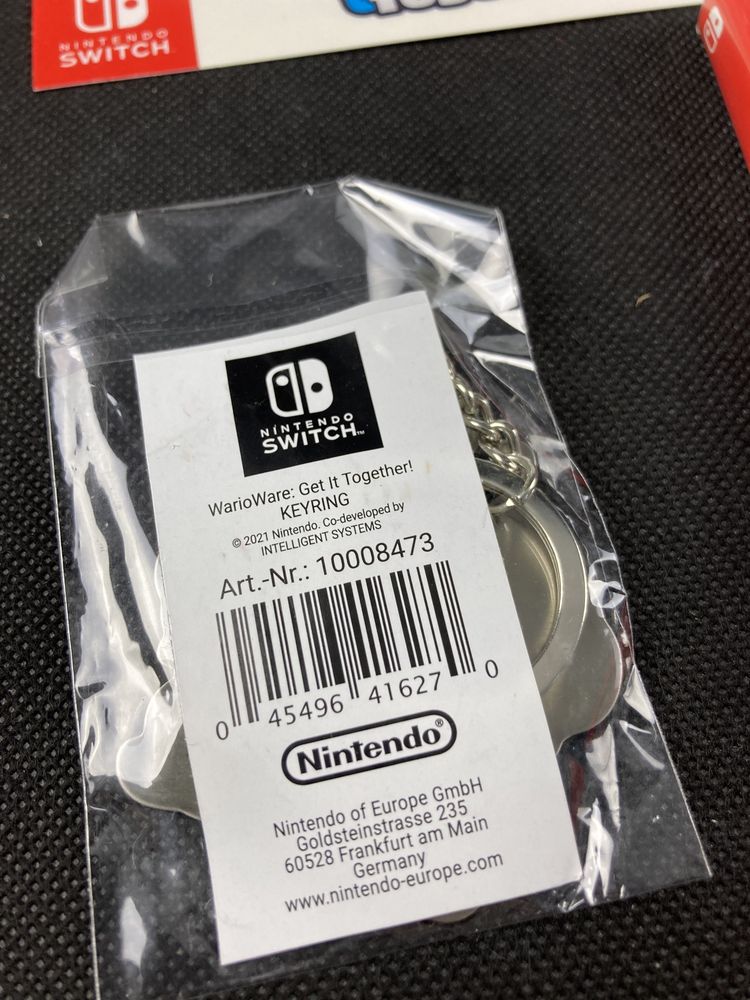 NINTENDO
SWITCH
NINTENDO
SWITCH™
WarioWare: Get It Together!
KEYRING
© 2021 Nintendo. Co-developed by
INTELLIGENT SYSTEMS
Art.-Nr.: 10008473
0 45496 41627 0
Nintendo®
Nintendo of Europe GmbH
Goldsteinstrasse 235
60528 Frankfurt am Main
Germany
www.nintendo-europe.com